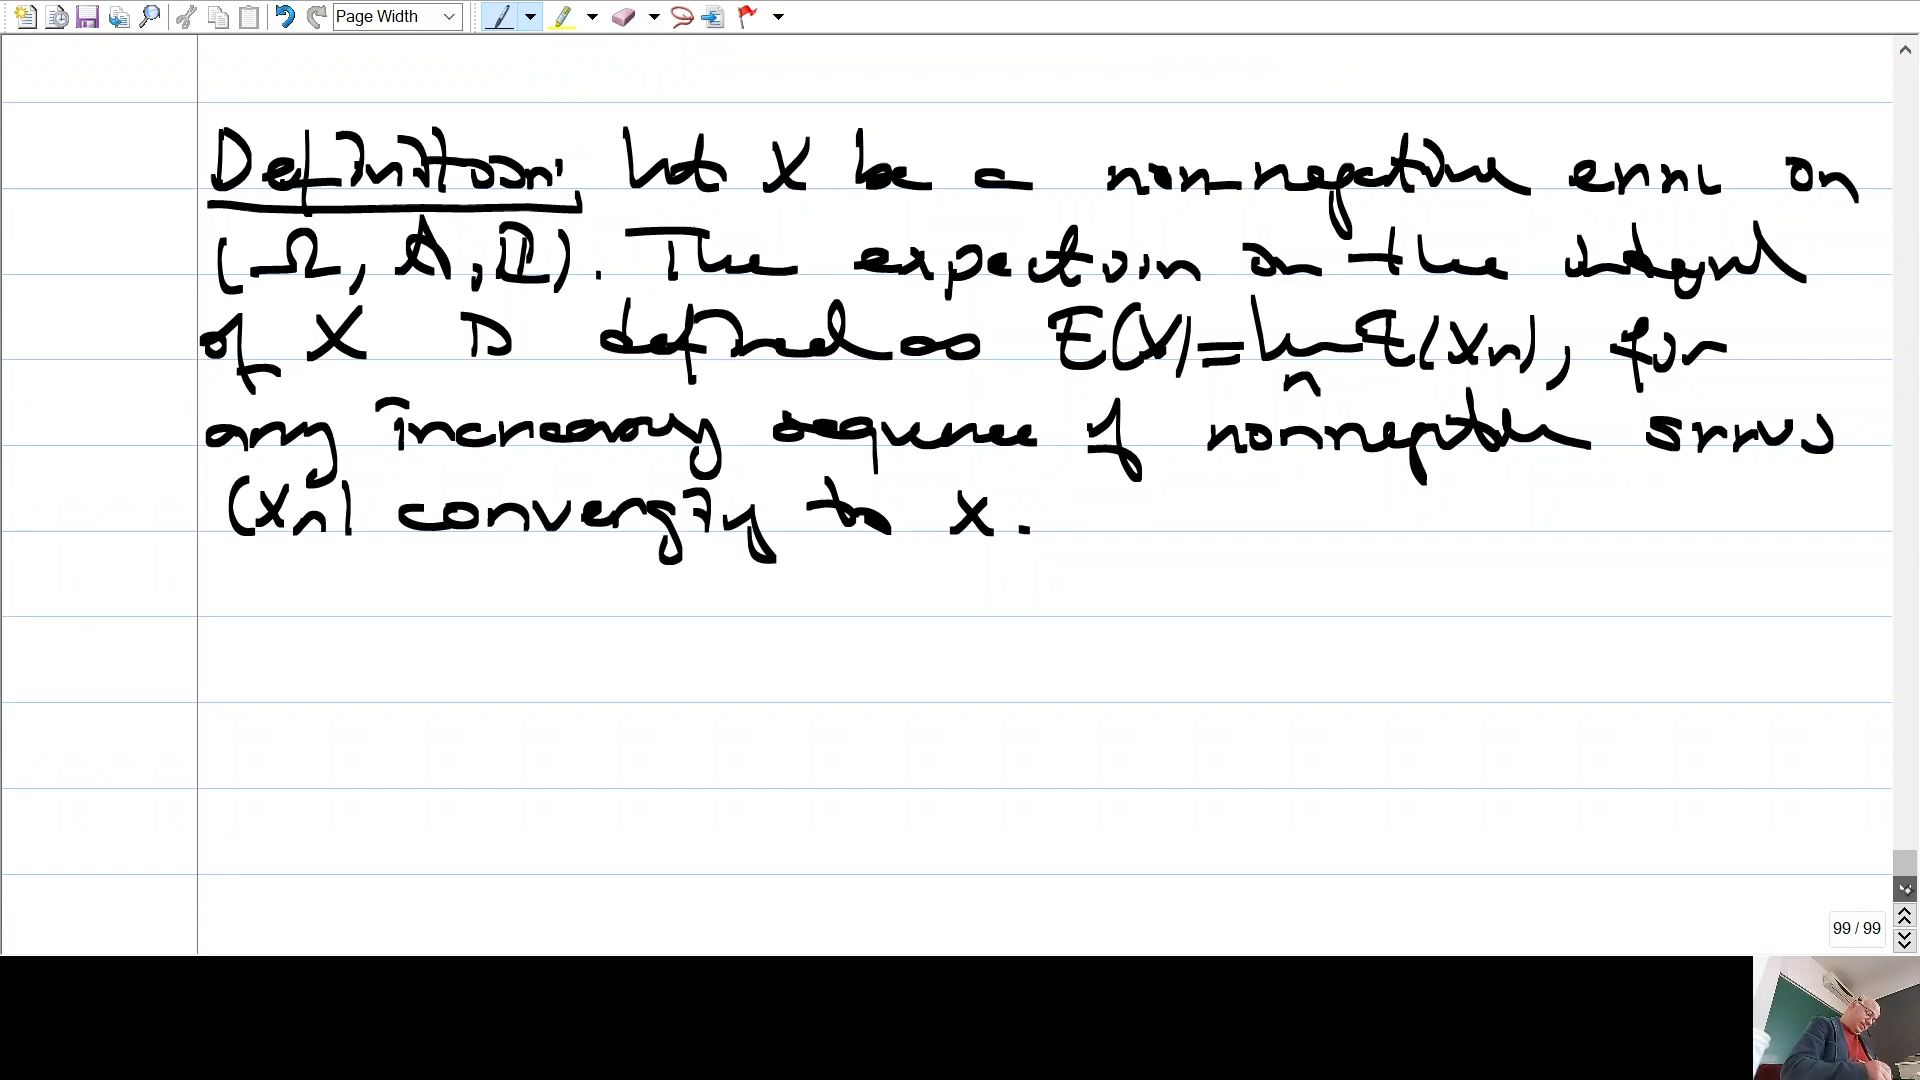 Page Width
Definition. Let X be a non-negative errv on
(Ω, A, P). The expectation or the integral
of X is defined as E(X) = lim E(Xn), for
n
any increasing sequence of nonnegative srrvs
(Xn) converging to X.
99 / 99